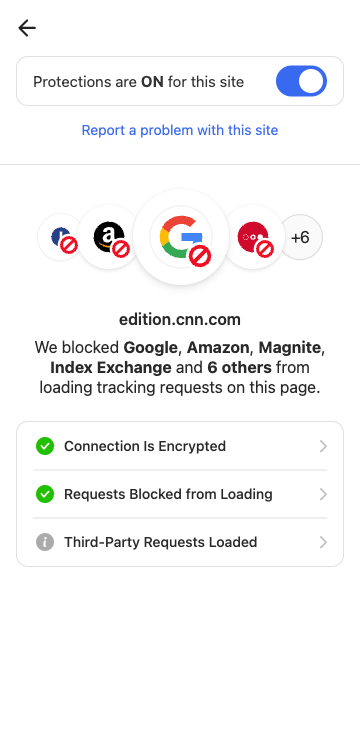 Protections are ON for this site
Report a problem with this site
a
+6
edition.cnn.com
We blocked Google, Amazon, Magnite,
Index Exchange and 6 others from
loading tracking requests on this page.
Connection Is Encrypted
Requests Blocked from Loading
Third-Party Requests Loaded